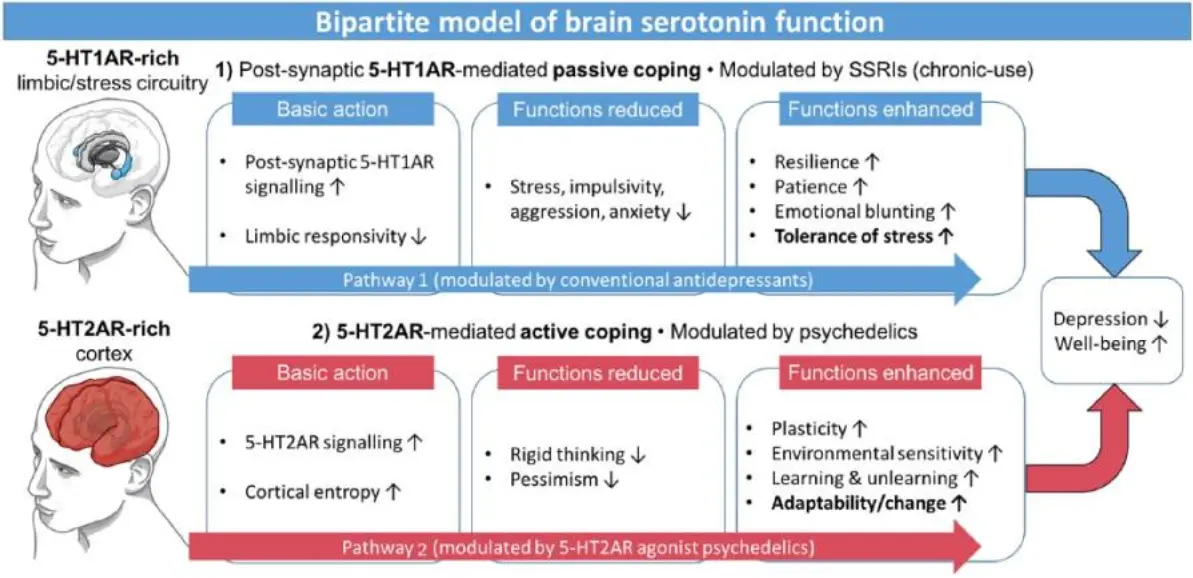 Bipartite model of brain serotonin function
5-HT1AR-rich
limbic/stress circuitry
1) Post-synaptic 5-HT1AR-mediated passive coping • Modulated by SSRIs (chronic-use)
Basic action
• Post-synaptic 5-HT1AR
signalling ↑
• Limbic responsivity ↓
Functions reduced
• Stress, impulsivity,
aggression, anxiety ↓
Functions enhanced
• Resilience ↑
• Patience ↑
• Emotional blunting ↑
• Tolerance of stress ↑
Pathway 1 (modulated by conventional antidepressants)
5-HT2AR-rich
cortex
2) 5-HT2AR-mediated active coping • Modulated by psychedelics
Basic action
• 5-HT2AR signalling ↑
• Cortical entropy ↑
Functions reduced
• Rigid thinking ↓
• Pessimism ↓
Functions enhanced
• Plasticity ↑
• Environmental sensitivity ↑
• Learning & unlearning ↑
• Adaptability/change ↑
Pathway 2 (modulated by 5-HT2AR agonist psychedelics)
Depression ↓
Well-being ↑